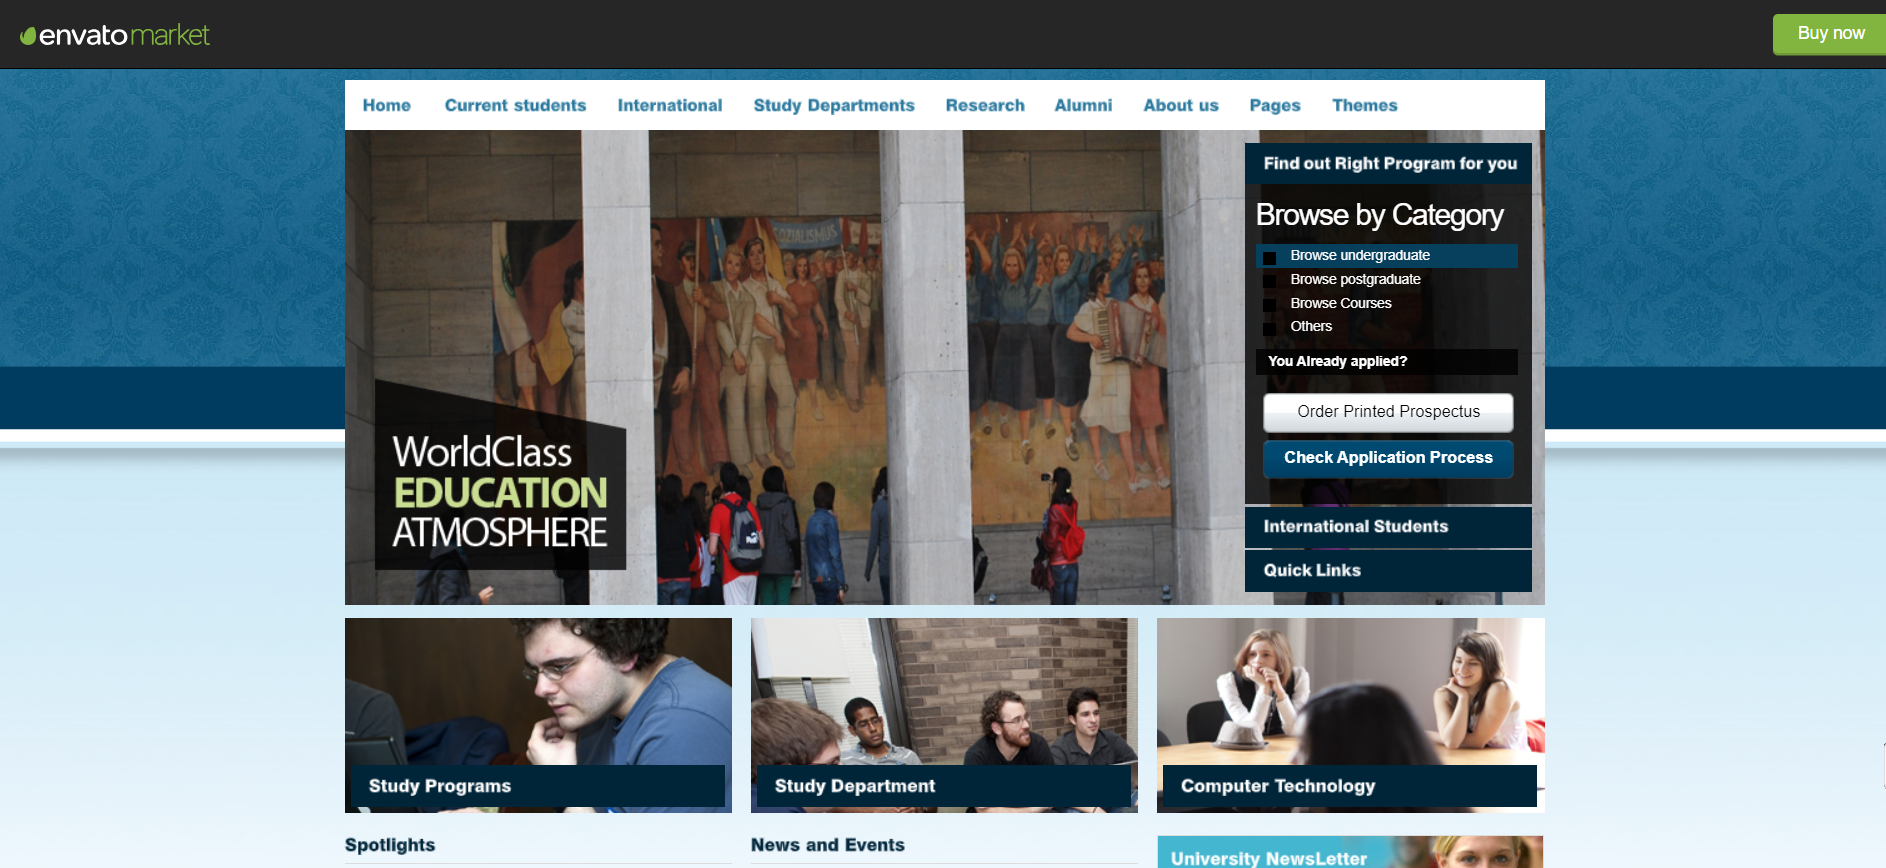 envato market
Buy now
Home Current students International Study Departments Research Alumni About us Pages Themes
SOZIALISMUS
Find out Right Program for you
Browse by Category
Browse undergraduate
Browse postgraduate
Browse Courses
Others
You Already applied?
Order Printed Prospectus
Check Application Process
International Students
Quick Links
WorldClass
EDUCATION
ATMOSPHERE
Study Programs
Study Department
Computer Technology
Spotlights
News and Events
University NewsLetter